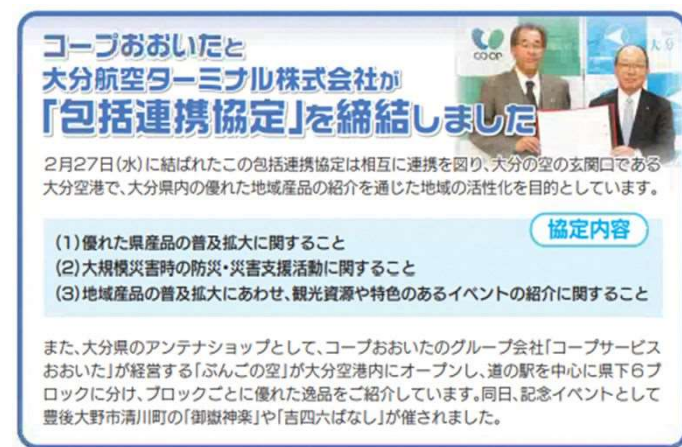 コープおおいたと
大分航空ターミナル株式会社が
「包括連携協定」を締結しました
CO・OP
大分
2月27日(水)に結ばれたこの包括連携協定は相互に連携を図り、大分の空の玄関口である
大分空港で、大分県内の優れた地域産品の紹介を通じた地域の活性化を目的としています。
協定内容
(1)優れた県産品の普及拡大に関すること
(2)大規模災害時の防災・災害支援活動に関すること
(3)地域産品の普及拡大にあわせ、観光資源や特色のあるイベントの紹介に関すること
また、大分県のアンテナショップとして、コープおおいたのグループ会社「コープサービス
おおいた」が経営する「ぶんごの空」が大分空港内にオープンし、道の駅を中心に県下6ブ
ロックに分け、ブロックごとに優れた逸品をご紹介しています。同日、記念イベントとして
豊後大野市清川町の「御嶽神楽」や「吉四六ばなし」が催されました。